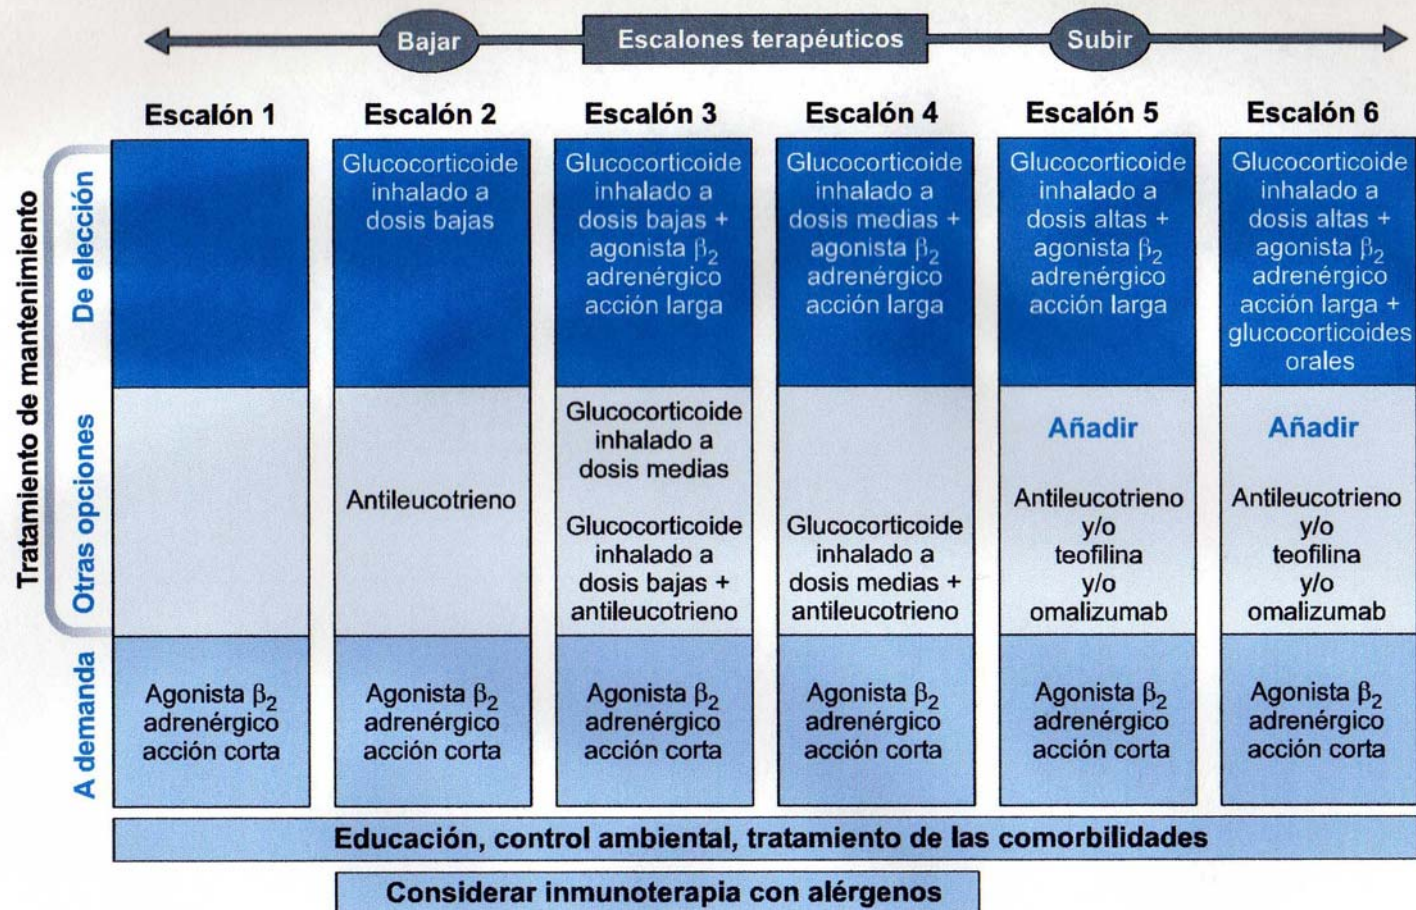 Bajar
Escalones terapéuticos
Subir
Escalón 1
Escalón 2
Escalón 3
Escalón 4
Escalón 5
Escalón 6
Tratamiento de mantenimiento
De elección
Glucocorticoide
inhalado a
dosis bajas
Glucocorticoide
inhalado a
dosis bajas +
agonista β₂
adrenérgico
acción larga
Glucocorticoide
inhalado a
dosis medias +
agonista β₂
adrenérgico
acción larga
Glucocorticoide
inhalado a
dosis altas +
agonista β₂
adrenérgico
acción larga
Glucocorticoide
inhalado a
dosis altas +
agonista β₂
adrenérgico
acción larga +
glucocorticoides
orales
Otras opciones
Antileucotrieno
Glucocorticoide
inhalado a
dosis medias
Glucocorticoide
inhalado a
dosis bajas +
antileucotrieno
Glucocorticoide
inhalado a
dosis medias +
antileucotrieno
Añadir
Antileucotrieno
y/o
teofilina
y/o
omalizumab
Añadir
Antileucotrieno
y/o
teofilina
y/o
omalizumab
A demanda
Agonista β₂
adrenérgico
acción corta
Agonista β₂
adrenérgico
acción corta
Agonista β₂
adrenérgico
acción corta
Agonista β₂
adrenérgico
acción corta
Agonista β₂
adrenérgico
acción corta
Agonista β₂
adrenérgico
acción corta
Educación, control ambiental, tratamiento de las comorbilidades
Considerar inmunoterapia con alérgenos